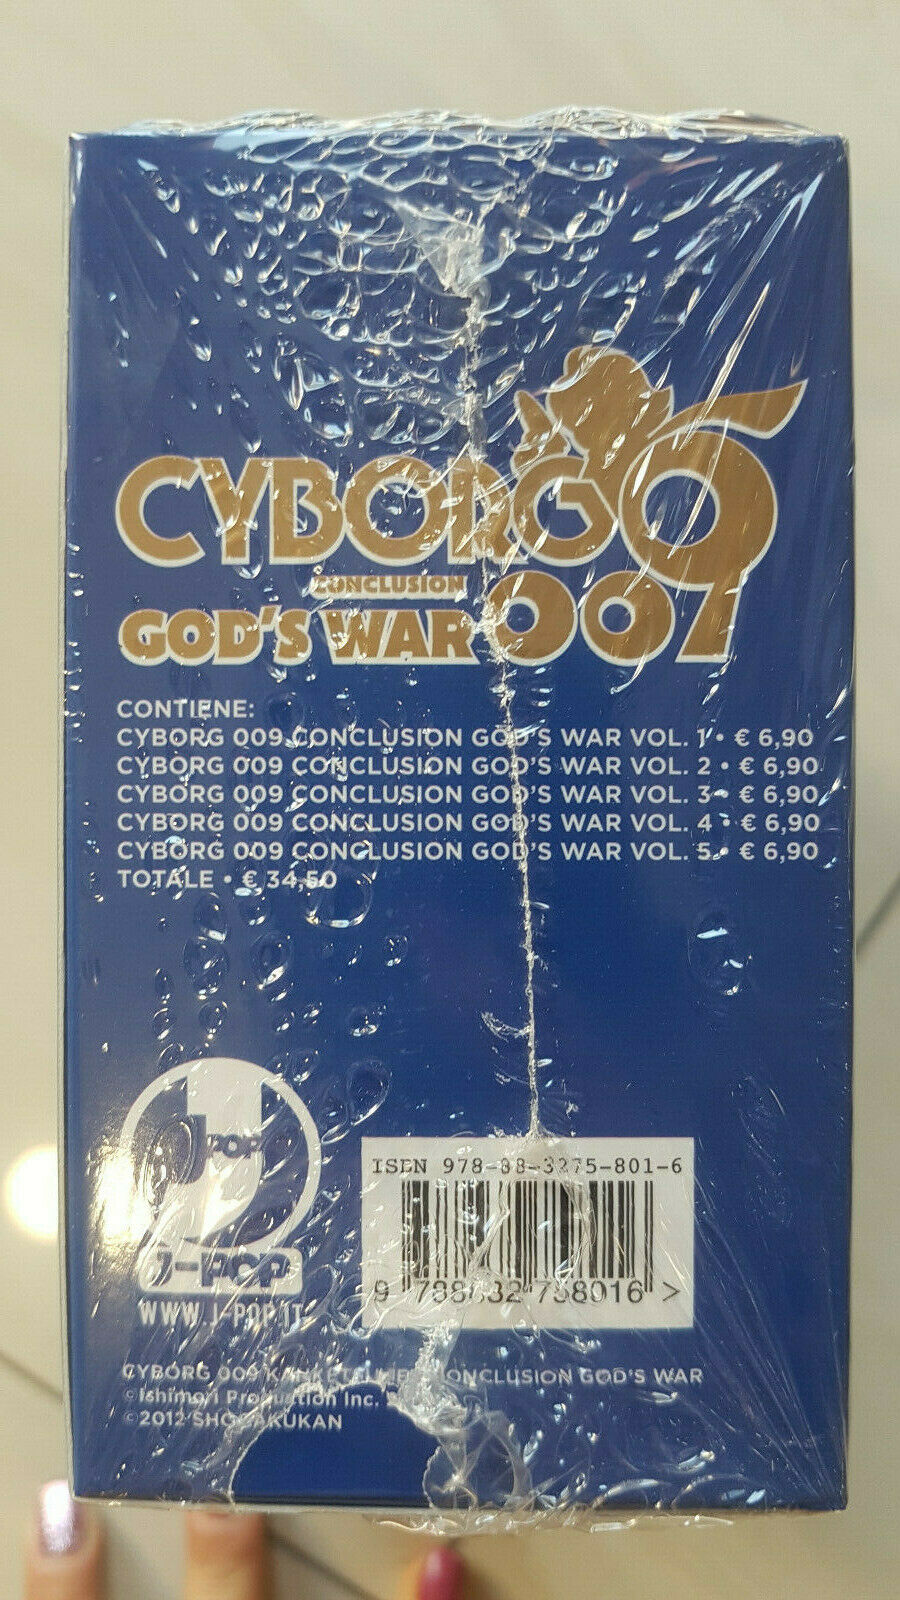 CYBORG 009
CONCLUSION
GOD'S WAR
CONTIENE:
CYBORG 009 CONCLUSION GOD'S WAR VOL. 1 • € 6,90
CYBORG 009 CONCLUSION GOD'S WAR VOL. 2 • € 6,90
CYBORG 009 CONCLUSION GOD'S WAR VOL. 3 • € 6,90
CYBORG 009 CONCLUSION GOD'S WAR VOL. 4 • € 6,90
CYBORG 009 CONCLUSION GOD'S WAR VOL. 5 • € 6,90
TOTALE • € 34,50
J POP
J-POP
WWW.J-POP.IT
ISBN 978-88-3275-801-6
9 788832 758016 >
CYBORG 009 CONCLUSION GOD'S WAR
©Ishimori Production Inc.
©2012 SHOGAKUKAN